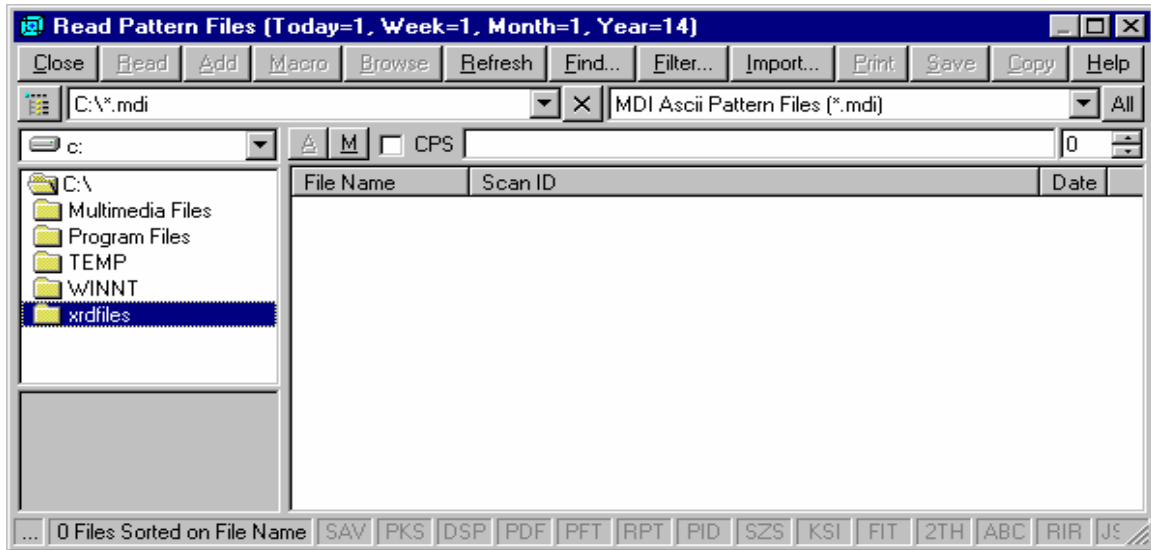 Read Pattern Files (Today=1, Week=1, Month=1, Year=14)
Close Read Add Macro Browse Refresh Find... Filter... Import... Print Save Copy Help
C:\*.mdi MDI Ascii Pattern Files (*.mdi) All
c: A M CPS 0
C:\ File Name Scan ID Date
Multimedia Files
Program Files
TEMP
WINNT
xrdfiles
... 0 Files Sorted on File Name SAV PKS DSP PDF PFT RPT PID SZS KSI FIT 2TH ABC RIR